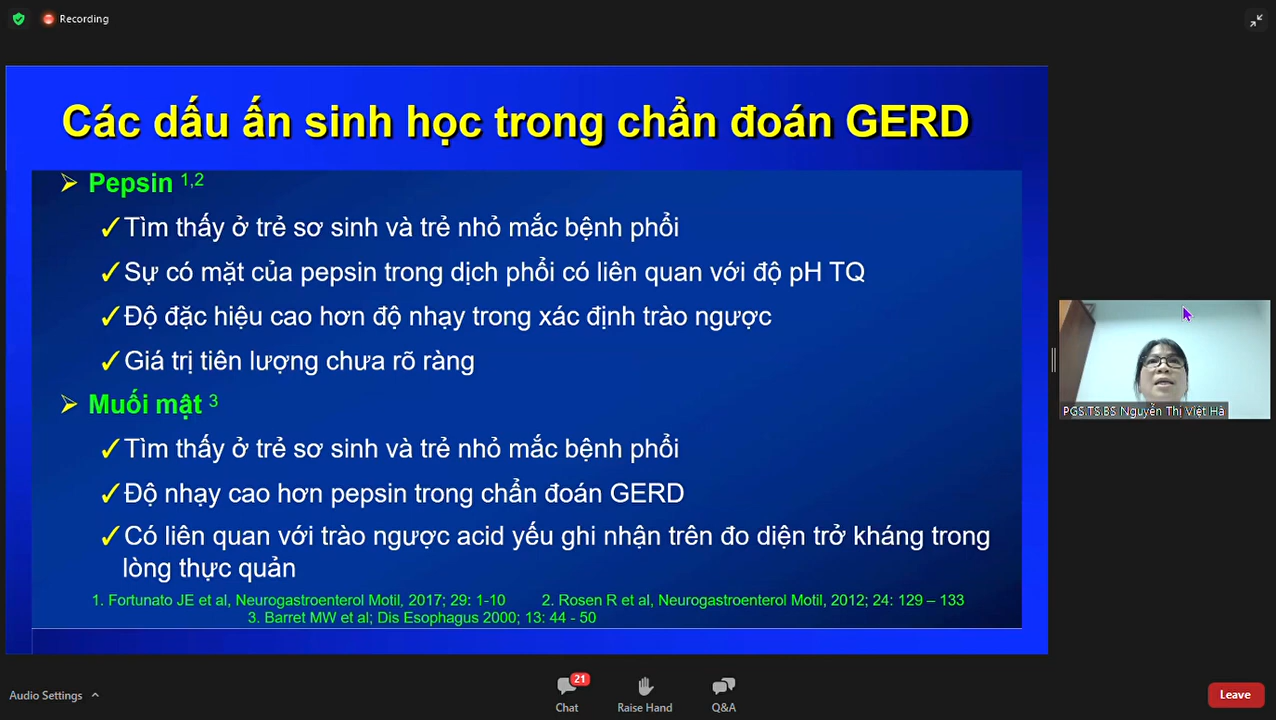 Recording
Các dấu ấn sinh học trong chẩn đoán GERD
➢ Pepsin 1,2
✓Tìm thấy ở trẻ sơ sinh và trẻ nhỏ mắc bệnh phổi
✓Sự có mặt của pepsin trong dịch phổi có liên quan với độ pH TQ
✓Độ đặc hiệu cao hơn độ nhạy trong xác định trào ngược
✓Giá trị tiên lượng chưa rõ ràng
➢ Muối mật 3
✓Tìm thấy ở trẻ sơ sinh và trẻ nhỏ mắc bệnh phổi
✓Độ nhạy cao hơn pepsin trong chẩn đoán GERD
✓Có liên quan với trào ngược acid yếu ghi nhận trên đo diện trở kháng trong
lòng thực quản
1. Fortunato JE et al, Neurogastroenterol Motil, 2017; 29: 1-10 2. Rosen R et al, Neurogastroenterol Motil, 2012; 24: 129 – 133
3. Barret MW et al; Dis Esophagus 2000; 13: 44 - 50
PGS.TS.BS Nguyễn Thị Việt Hà
Audio Settings
21
Chat
Raise Hand
Q&A
Leave